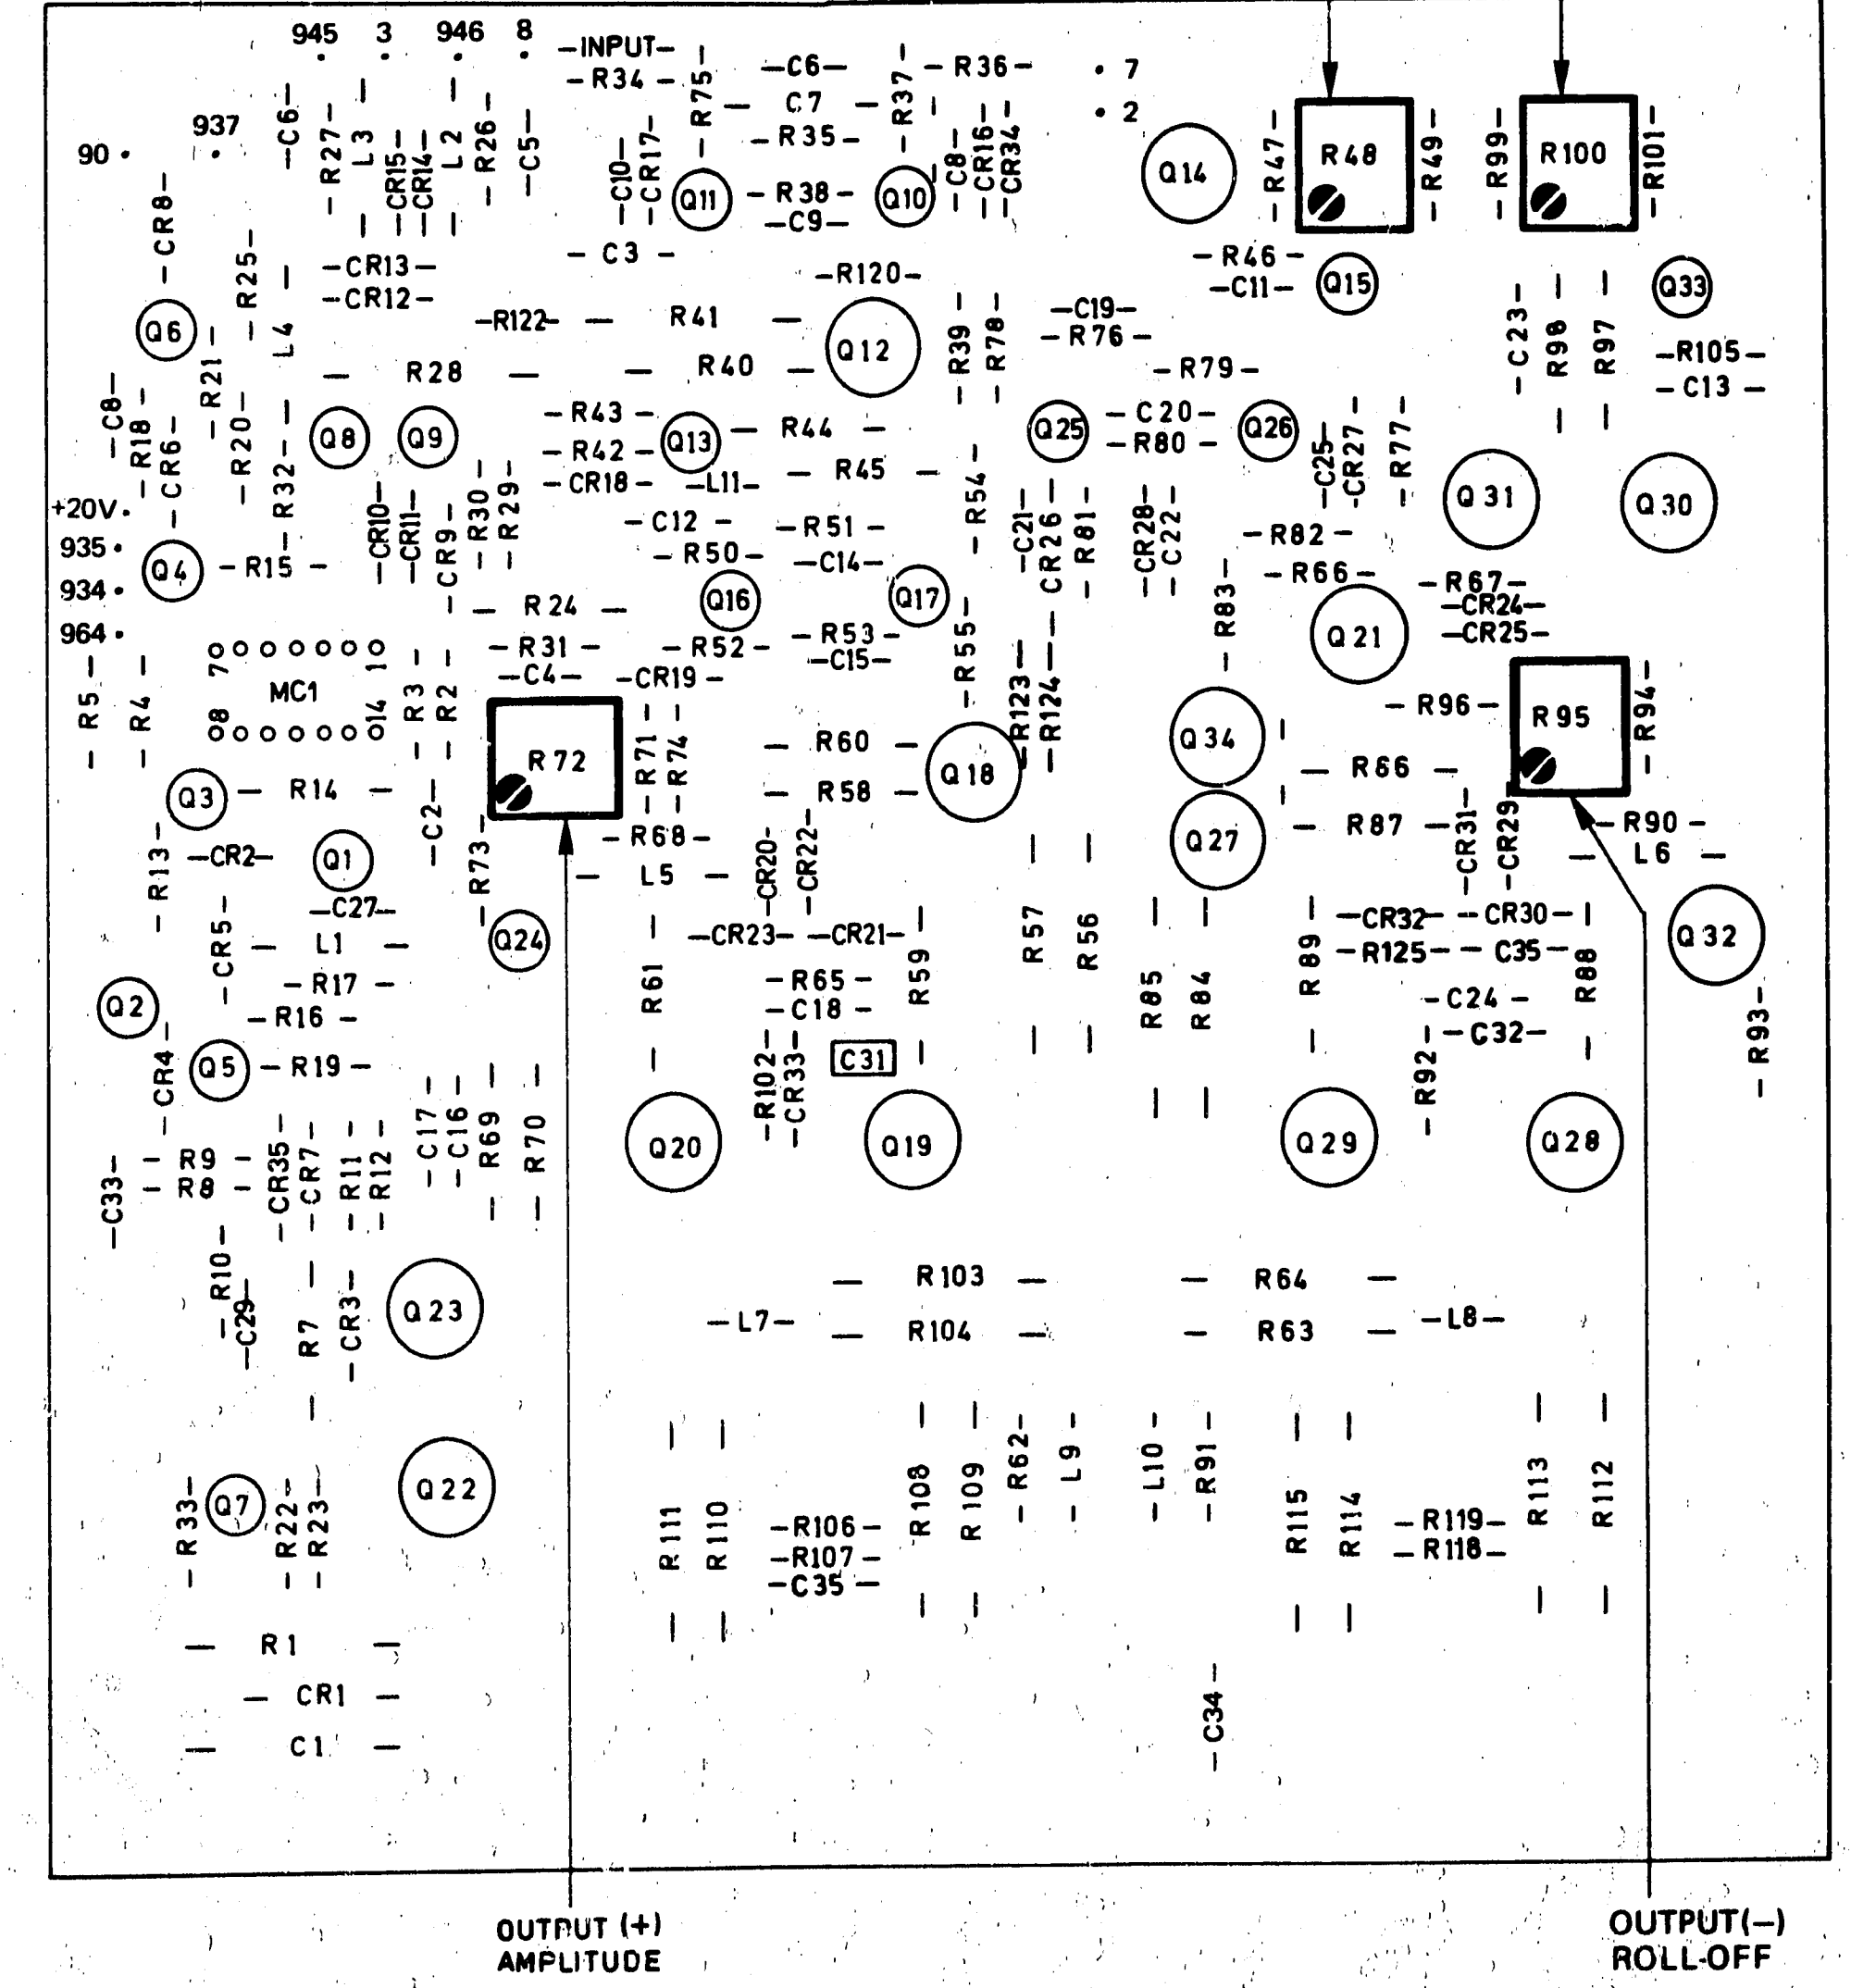 945 3 946 8
-INPUT-
-R34-
-R75-
-C6-
C7
-R35-
-R37-
-R36-
• 7
• 2
937
90 •
-C6-
-R27-
L3
-CR15-
-CR14-
L2
-R26-
-C5-
-C10-
-CR17-
Q11
-R38-
-C9-
Q10
-C8-
-CR16-
-CR34-
Q14
-R47-
R48
-R49-
-R99-
R100
-R101-
-CR8-
-R25-
L4
-CR13-
-CR12-
-C3-
-R120-
-R46-
-C11-
Q15
Q33
Q6
-R21-
-R122-
R41
Q12
-R39-
-R78-
-C19-
-R76-
-C23-
R98
R97
-R105-
-C13-
R28
R40
-R79-
-C8-
-R18-
-CR6-
-R20-
-R32-
Q8
Q9
-R43-
-R42-
-CR18-
Q13
R44
-L11-
R45
Q25
-C20-
-R80-
Q26
-C25-
-CR27-
-R77-
Q31
Q30
+20V.
935 •
934 •
964 •
Q4
-R15-
-CR10-
-CR11-
-CR9-
-R30-
-R29-
-C12-
-R50-
-R51-
-C14-
-R54-
-C21-
CR26-
-R81-
-CR28-
-C22-
-R82-
-R66-
-R67-
-CR24-
-CR25-
R24
Q16
Q17
-R83-
Q21
-R31-
-C4-
-R52-
-CR19-
-R53-
-C15-
-R55-
7 1
MC1
8 14
-R5-
-R4-
-R3-
-R2-
R72
-R71-
-R74-
R60
R58
Q18
-R123-
-R124-
Q34
-R96-
R95
-R94-
R66
Q3
R14
-C2-
-R73-
-R68-
L5
-CR20-
-CR22-
Q27
R87
-CR31-
-CR29-
-R90-
L6
-R13-
-CR2-
Q1
-C27-
-CR5-
L1
Q24
R61
-CR23-
-CR21-
R59
R57
R56
R85
R84
R89
-CR32-
-CR30-
-R125-
-C35-
R88
Q32
-R17-
-R16-
-R65-
-C18-
-C24-
-C32-
Q2
-CR4-
Q5
-R19-
-R102-
-CR33-
C31
-R92-
-R93-
-C17-
-C16-
-R69-
-R70-
Q20
Q19
Q29
Q28
-C33-
R9
R8
-CR35-
-CR7-
-R11-
-R12-
-R10-
-C29-
R7
-CR3-
Q23
R103
R64
-L7-
R104
R63
-L8-
Q22
-R33-
Q7
-R22-
-R23-
R111
R110
-R106-
-R107-
-C35-
R108
R109
-R62-
-L9-
-L10-
-R91-
R115
R114
-R119-
-R118-
R113
R112
R1
CR1
C1
-C34-
OUTPUT (+)
AMPLITUDE
OUTPUT(-)
ROLL-OFF